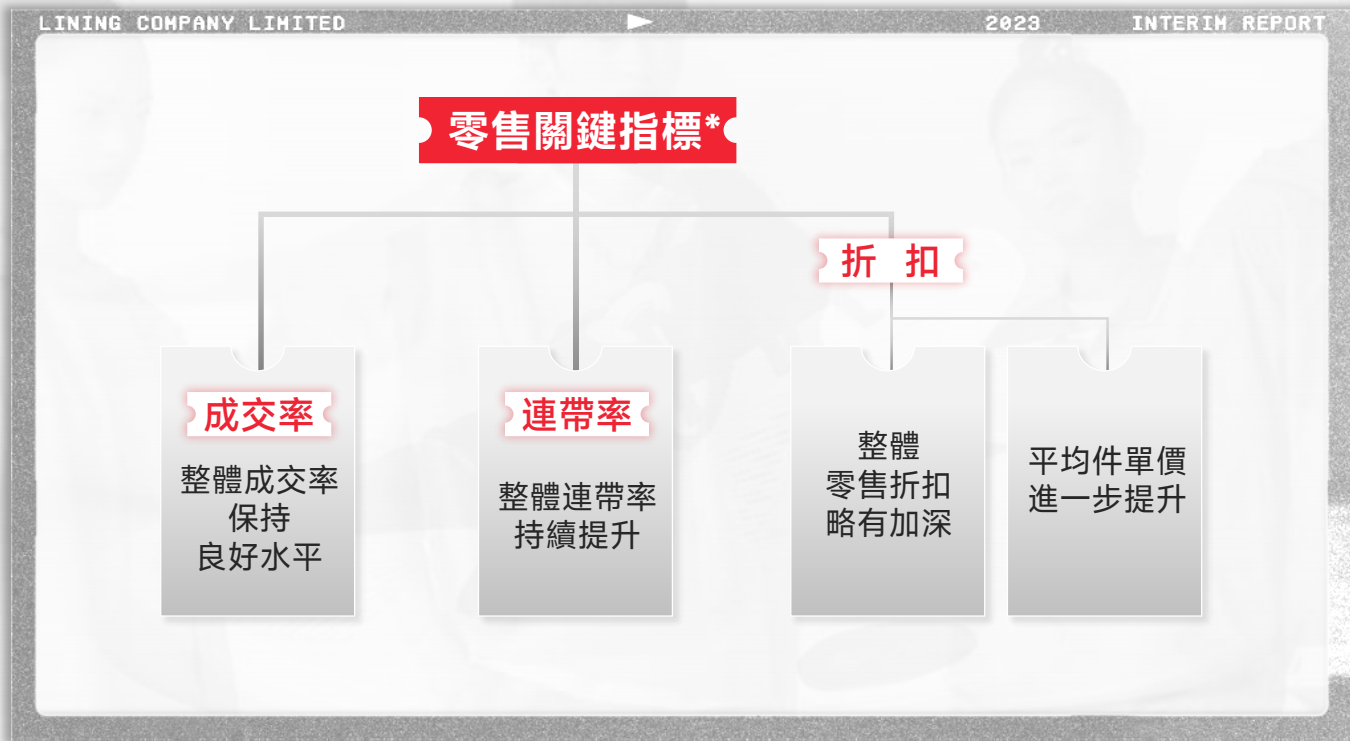 LINING COMPANY LIMITED
2023
INTERIM REPORT
零售關鍵指標*
折 扣
成交率
整體成交率
保持
良好水平
連帶率
整體連帶率
持續提升
整體
零售折扣
略有加深
平均件單價
進一步提升